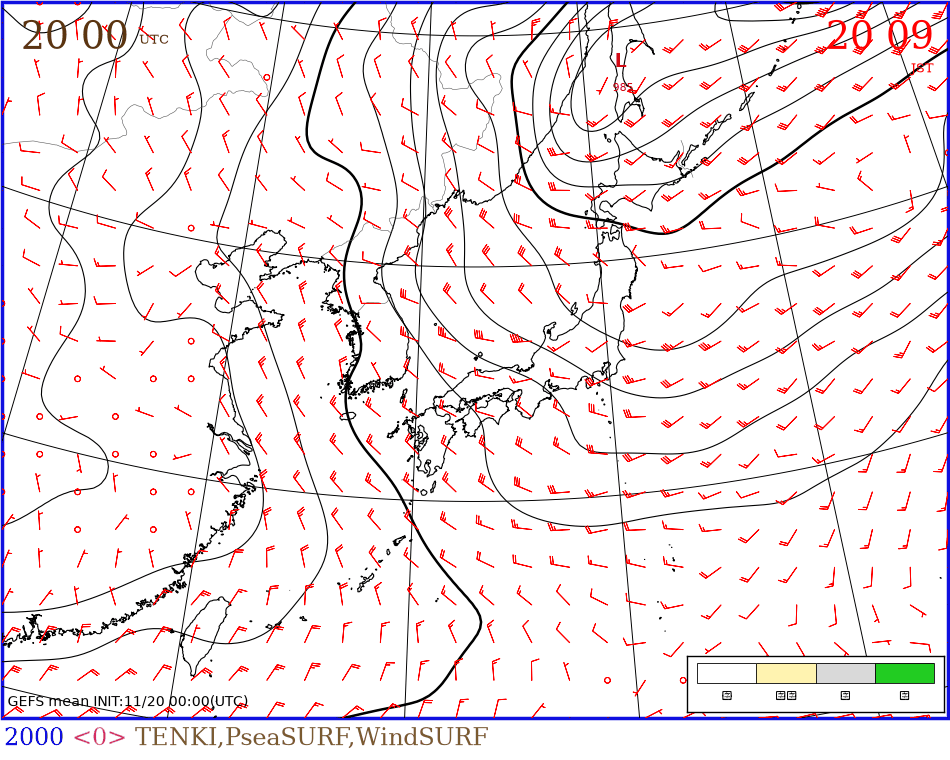 20 00 UTC
20 09 JST
L
985
GEFS mean INIT:11/20 00:00(UTC)
2000 <0> TENKI,PseaSURF,WindSURF